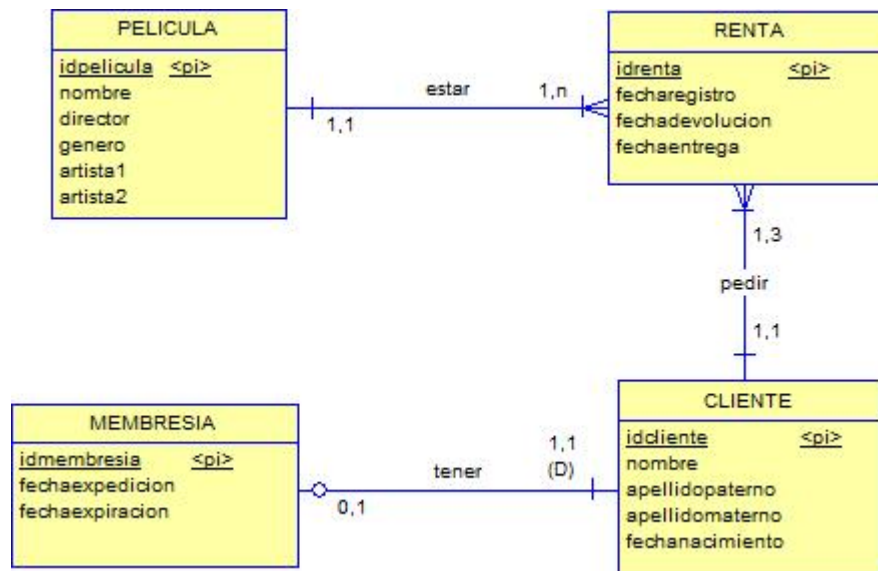 PELICULA
idpelicula <pi>
nombre
director
genero
artista1
artista2
estar
1,1
1,n
RENTA
idrenta <pi>
fecharegistro
fechadevolucion
fechaentrega
1,3
pedir
1,1
MEMBRESIA
idmembresia <pi>
fechaexpedicion
fechaexpiracion
0,1
tener
1,1
(D)
CLIENTE
idcliente <pi>
nombre
apellidopaterno
apellidomaterno
fechanacimiento